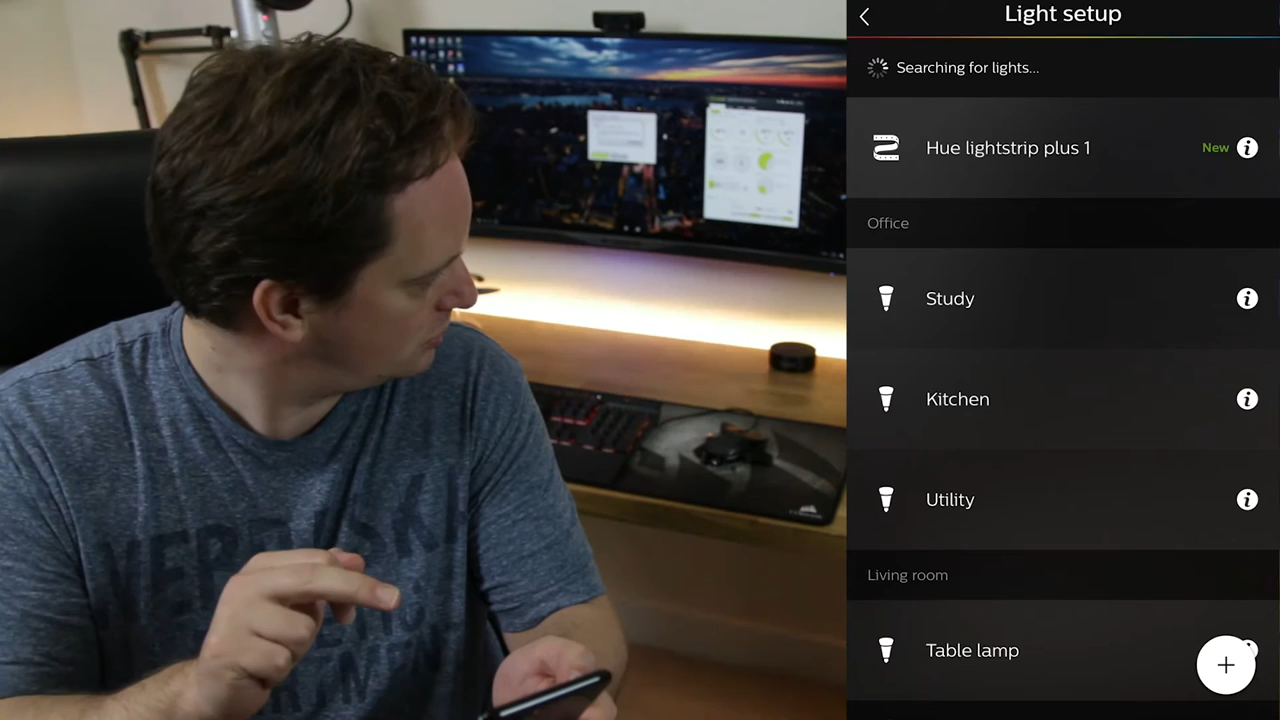 Light setup
Searching for lights...
Hue lightstrip plus 1
New
Office
Study
Kitchen
Utility
Living room
Table lamp